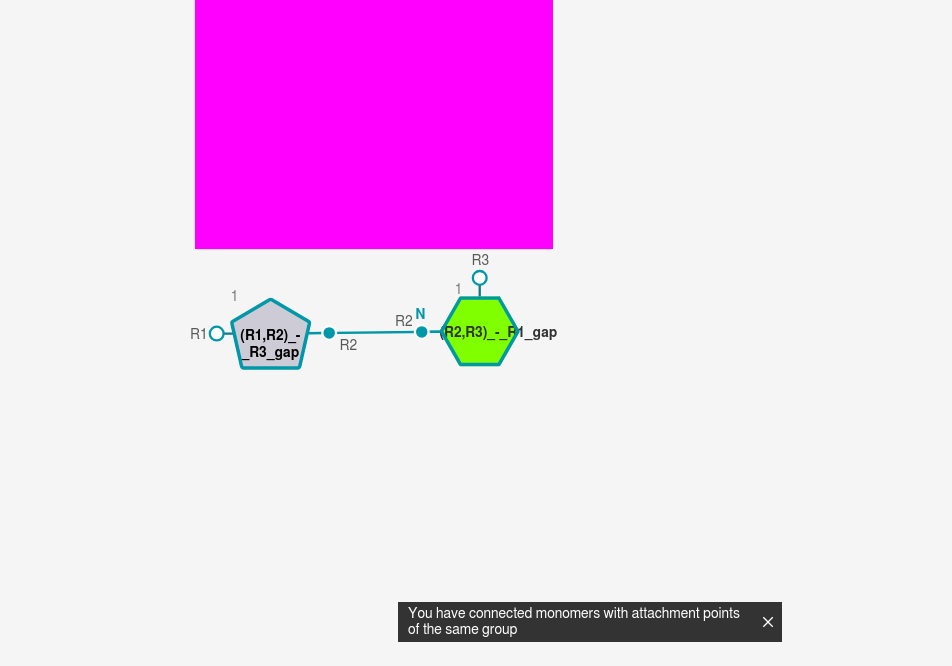 R3
1
1
N
R2
R1
(R1,R2)_-
_R3_gap
R2
(R2,R3)_-_R1_gap
You have connected monomers with attachment points
of the same group